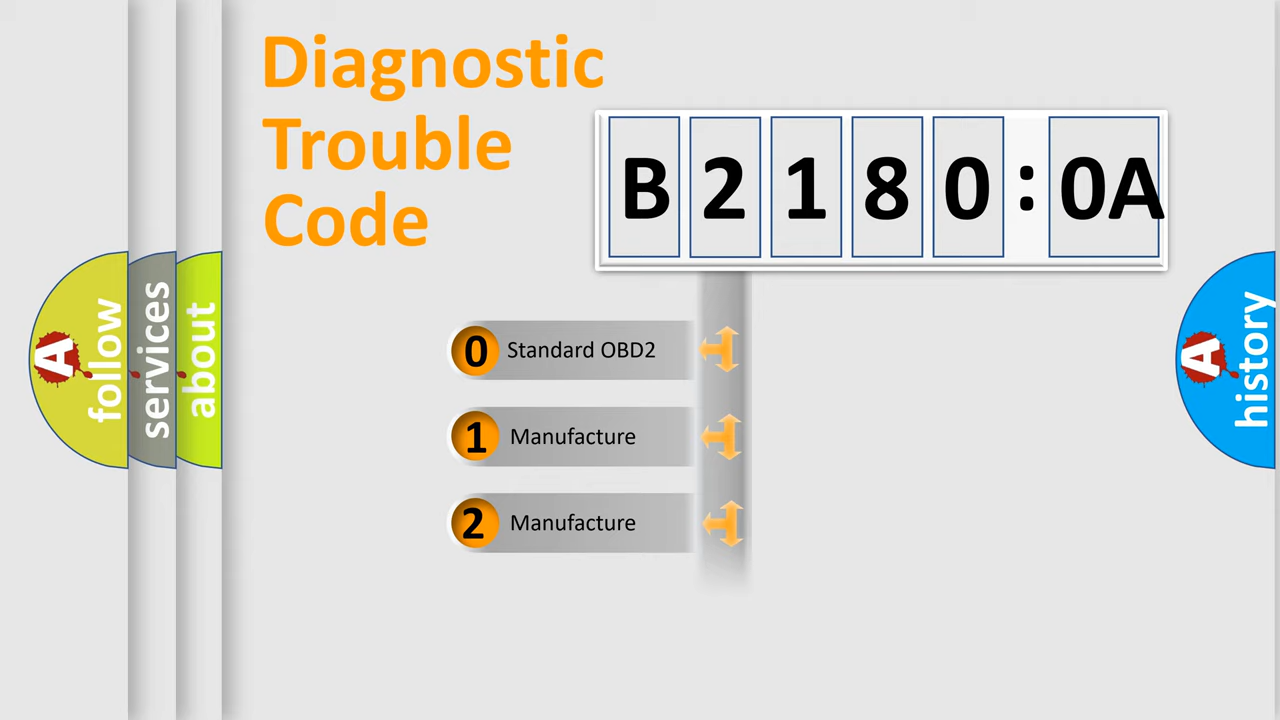 Diagnostic
Trouble
Code
B 2 1 8 0 : 0A
0 Standard OBD2
1 Manufacture
2 Manufacture
A follow
services
about
A history